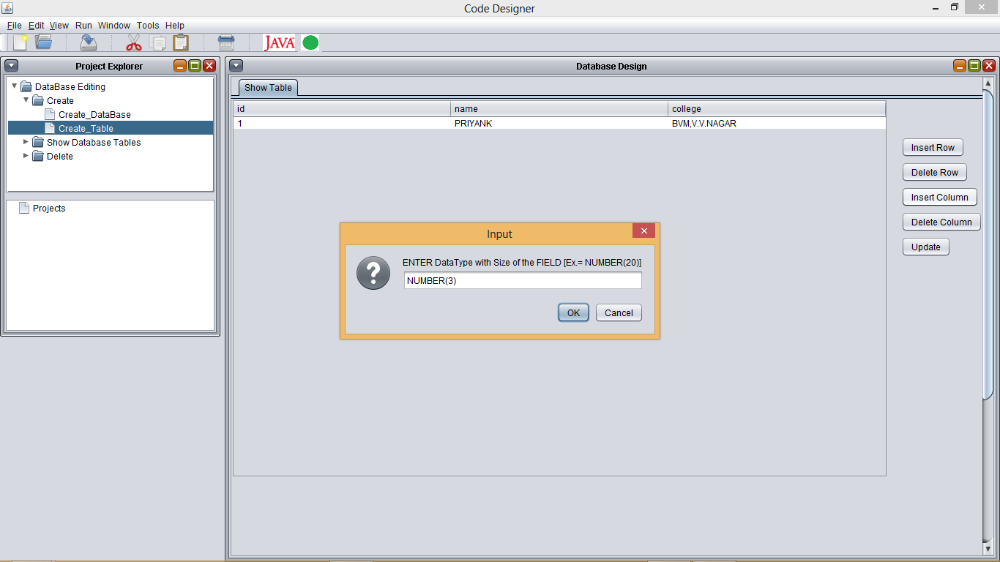 Code Designer
File Edit View Run Window Tools Help
JAVA
Project Explorer
DataBase Editing
Create
Create_DataBase
Create_Table
Show Database Tables
Delete
Projects
Database Design
Show Table
id name college
1 PRIYANK BVM,V.V.NAGAR
Insert Row
Delete Row
Insert Column
Delete Column
Update
Input
ENTER DataType with Size of the FIELD [Ex.= NUMBER(20)]
NUMBER(3)
OK Cancel